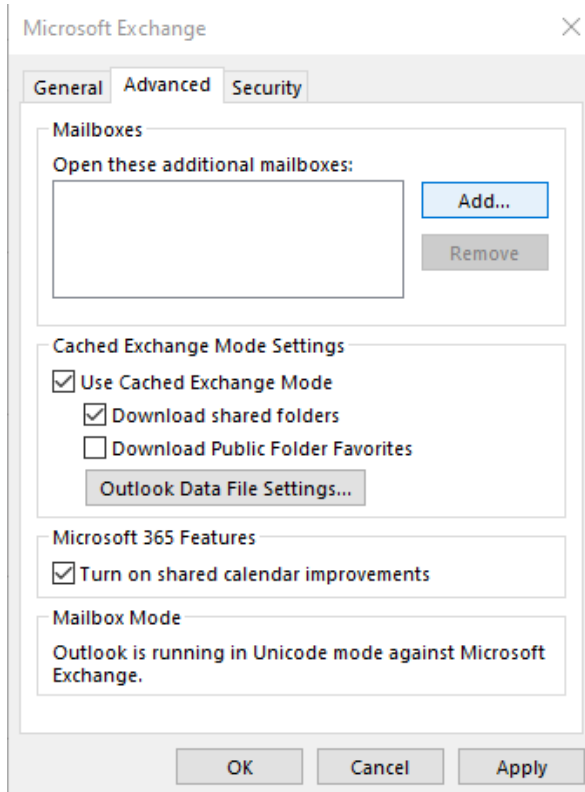 Microsoft Exchange
General Advanced Security
Mailboxes
Open these additional mailboxes:
Add...
Remove
Cached Exchange Mode Settings
Use Cached Exchange Mode
Download shared folders
Download Public Folder Favorites
Outlook Data File Settings...
Microsoft 365 Features
Turn on shared calendar improvements
Mailbox Mode
Outlook is running in Unicode mode against Microsoft
Exchange.
OK Cancel Apply